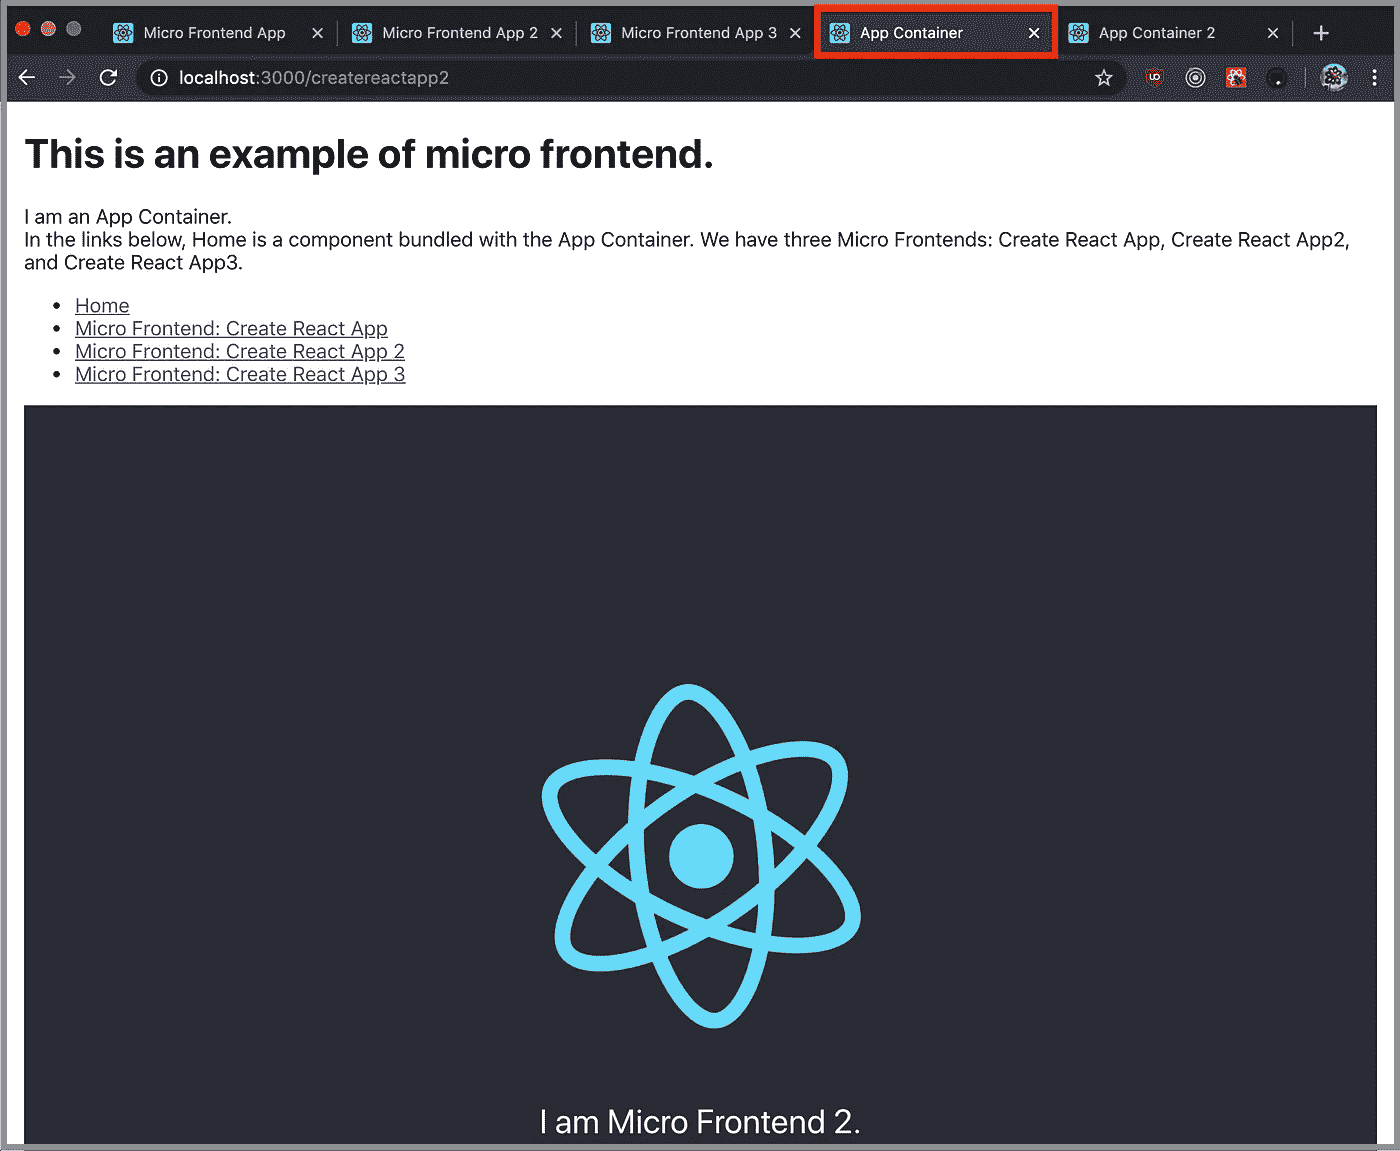 Micro Frontend App
Micro Frontend App 2
Micro Frontend App 3
App Container
App Container 2
localhost:3000/createreactapp2
This is an example of micro frontend.
I am an App Container.
In the links below, Home is a component bundled with the App Container. We have three Micro Frontends: Create React App, Create React App2,
and Create React App3.
Home
Micro Frontend: Create React App
Micro Frontend: Create React App 2
Micro Frontend: Create React App 3
I am Micro Frontend 2.